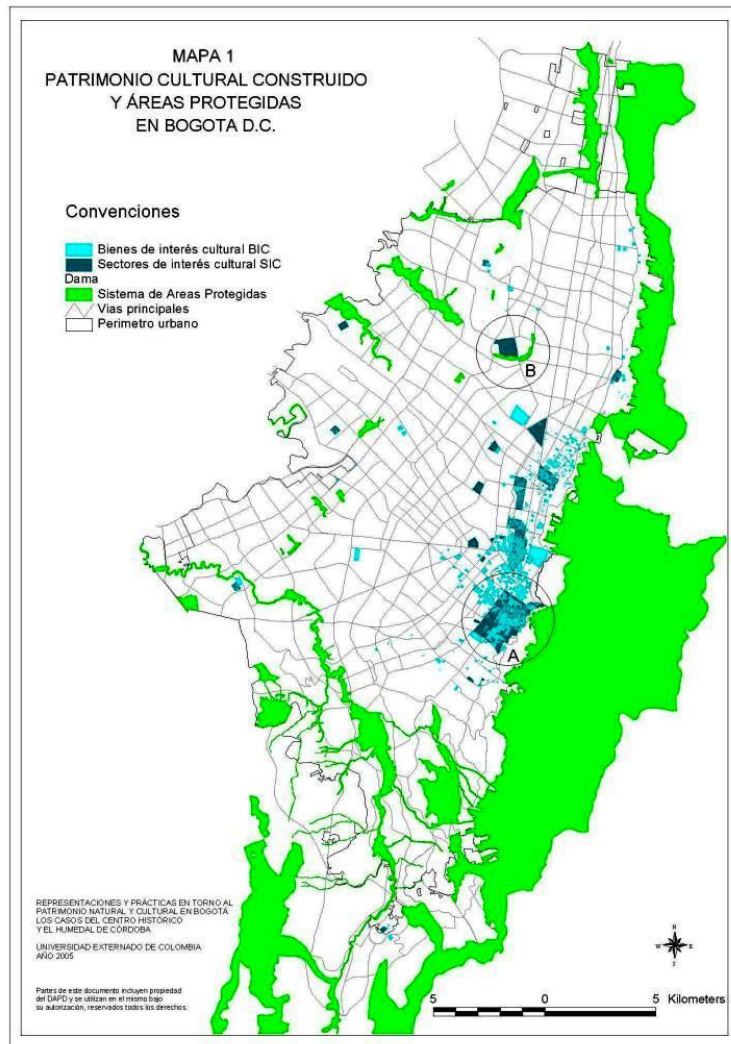 MAPA 1
PATRIMONIO CULTURAL CONSTRUIDO
Y ÁREAS PROTEGIDAS
EN BOGOTA D.C.
Convenciones
Bienes de interés cultural BIC
Sectores de interés cultural SIC
Dama
Sistema de Areas Protegidas
Vias principales
Perimetro urbano
B
A
REPRESENTACIONES Y PRÁCTICAS EN TORNO AL
PATRIMONIO NATURAL Y CULTURAL EN BOGOTÁ
LOS CASOS DEL CENTRO HISTÓRICO
Y EL HUMEDAL DE CÓRDOBA
UNIVERSIDAD EXTERNADO DE COLOMBIA
AÑO 2005
Partes de este documento incluyen propiedad
del DAPD y se utilizan en el mismo bajo
su autorización, reservados todos los derechos.
N
W E
S
5 0 5 Kilometers